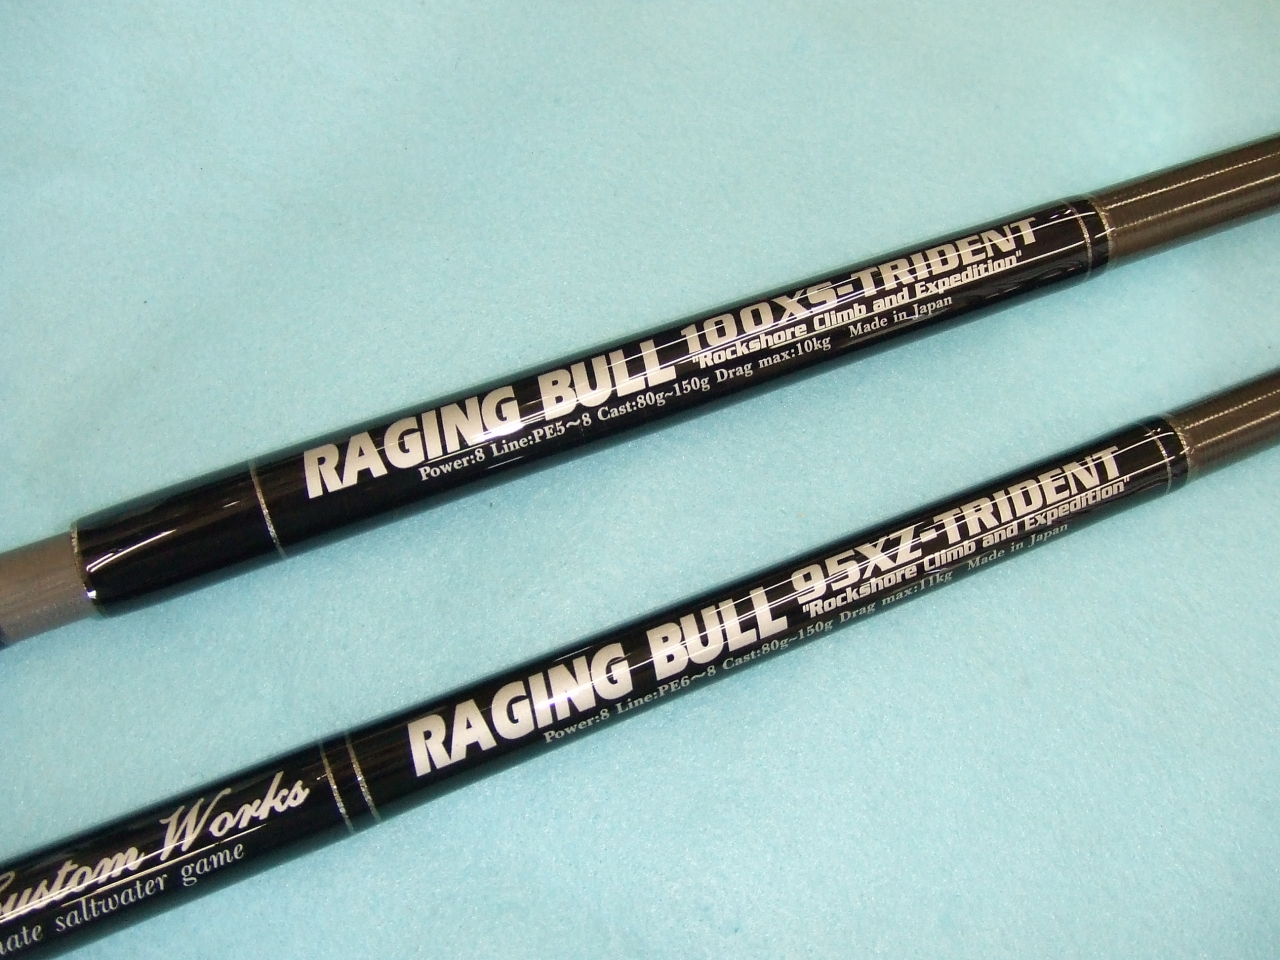 RAGING BULL 100XS-TRIDENT
"Rockshore Climb and Expedition"
Power:8 Line:PE5～8 Cast:80g~150g Drag max:10kg Made in Japan
RAGING BULL 95XZ-TRIDENT
"Rockshore Climb and Expedition"
Power:8 Line:PE6～8 Cast:80g~150g Drag max:11kg Made in Japan
Custom Works
saltwater game